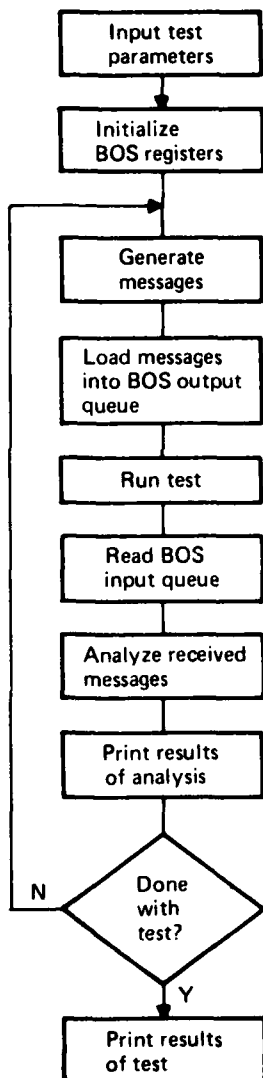 Input test
parameters
Initialize
BOS registers
Generate
messages
Load messages
into BOS output
queue
Run test
Read BOS
input queue
Analyze received
messages
Print results
of analysis
Done
with
test?
N
Y
Print results
of test